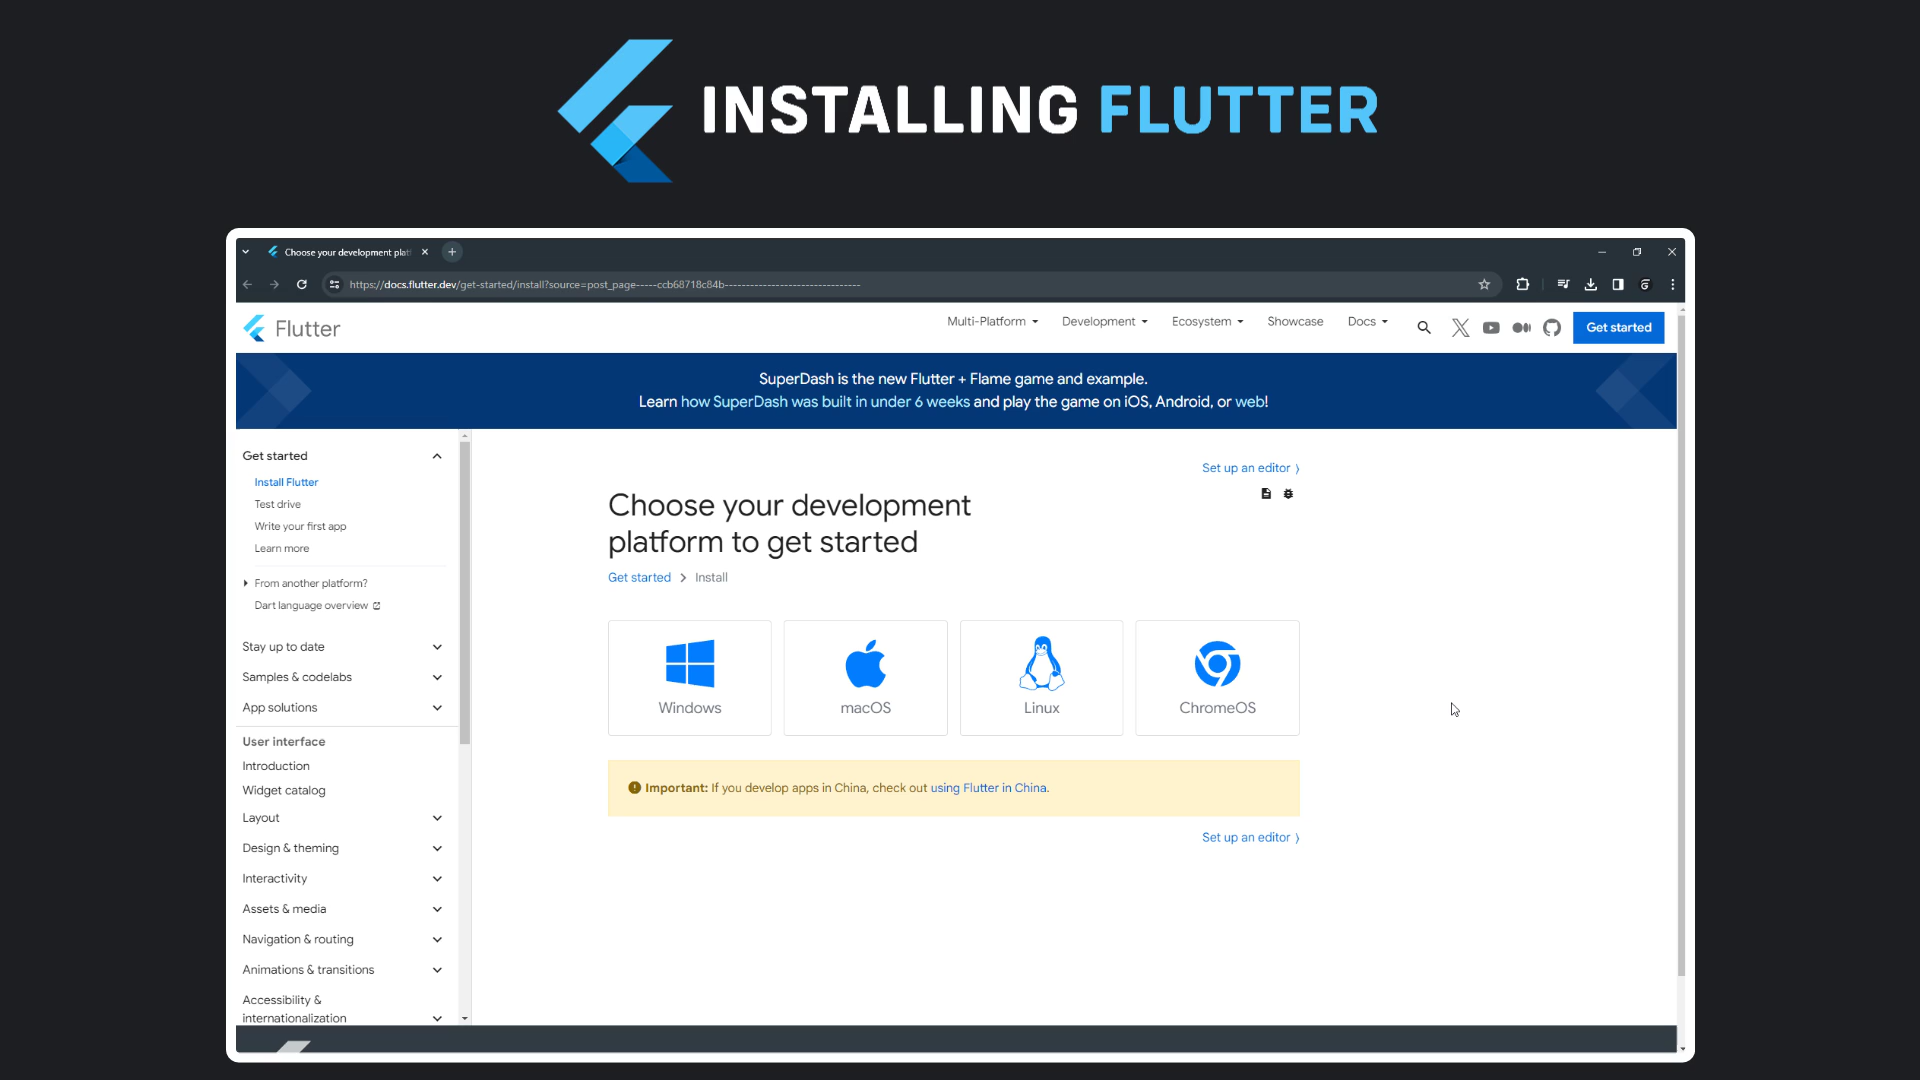 INSTALLING FLUTTER
Choose your development plat
https://docs.flutter.dev/get-started/install?source=post_page-----ccb68718c84b--------------------------------
Flutter
Multi-Platform
Development
Ecosystem
Showcase
Docs
Get started
SuperDash is the new Flutter + Flame game and example.
Learn how SuperDash was built in under 6 weeks and play the game on iOS, Android, or web!
Get started
Install Flutter
Test drive
Write your first app
Learn more
From another platform?
Dart language overview
Stay up to date
Samples & codelabs
App solutions
User interface
Introduction
Widget catalog
Layout
Design & theming
Interactivity
Assets & media
Navigation & routing
Animations & transitions
Accessibility &
internationalization
Set up an editor
Choose your development
platform to get started
Get started
Install
Windows
macOS
Linux
ChromeOS
Important: If you develop apps in China, check out using Flutter in China.
Set up an editor